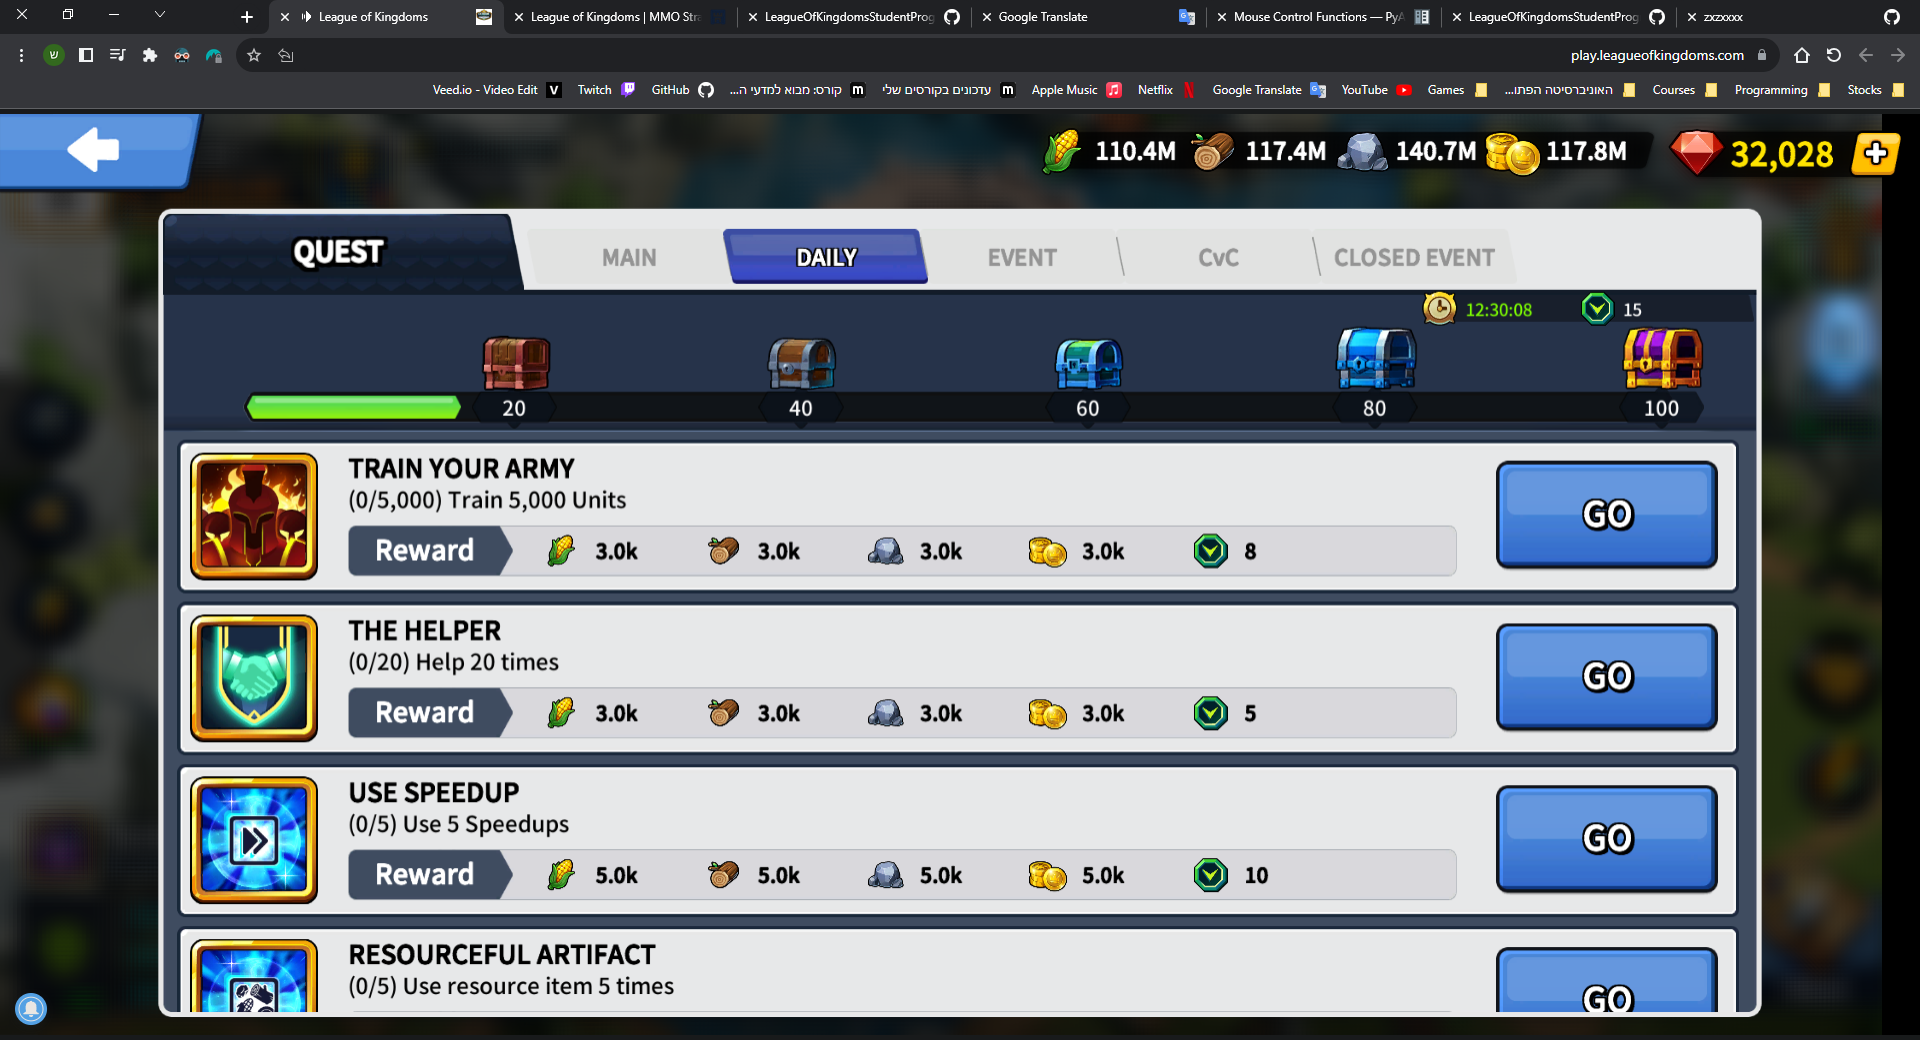 League of Kingdoms
League of Kingdoms | MMO Stra
LeagueOfKingdomsStudentProg
Google Translate
Mouse Control Functions — PyA
LeagueOfKingdomsStudentProg
zxzxxxx
play.leagueofkingdoms.com
Veed.io - Video Edit
Twitch
GitHub
קורס: מבוא למדעי ה...
עדכונים בקורסים שלי
Apple Music
Netflix
Google Translate
YouTube
Games
האוניברסיטה הפתו...
Courses
Programming
Stocks
110.4M
117.4M
140.7M
117.8M
32,028
QUEST
MAIN
DAILY
EVENT
CvC
CLOSED EVENT
12:30:08
15
20
40
60
80
100
TRAIN YOUR ARMY
(0/5,000) Train 5,000 Units
Reward 3.0k 3.0k 3.0k 3.0k 8
GO
THE HELPER
(0/20) Help 20 times
Reward 3.0k 3.0k 3.0k 3.0k 5
GO
USE SPEEDUP
(0/5) Use 5 Speedups
Reward 5.0k 5.0k 5.0k 5.0k 10
GO
RESOURCEFUL ARTIFACT
(0/5) Use resource item 5 times
GO